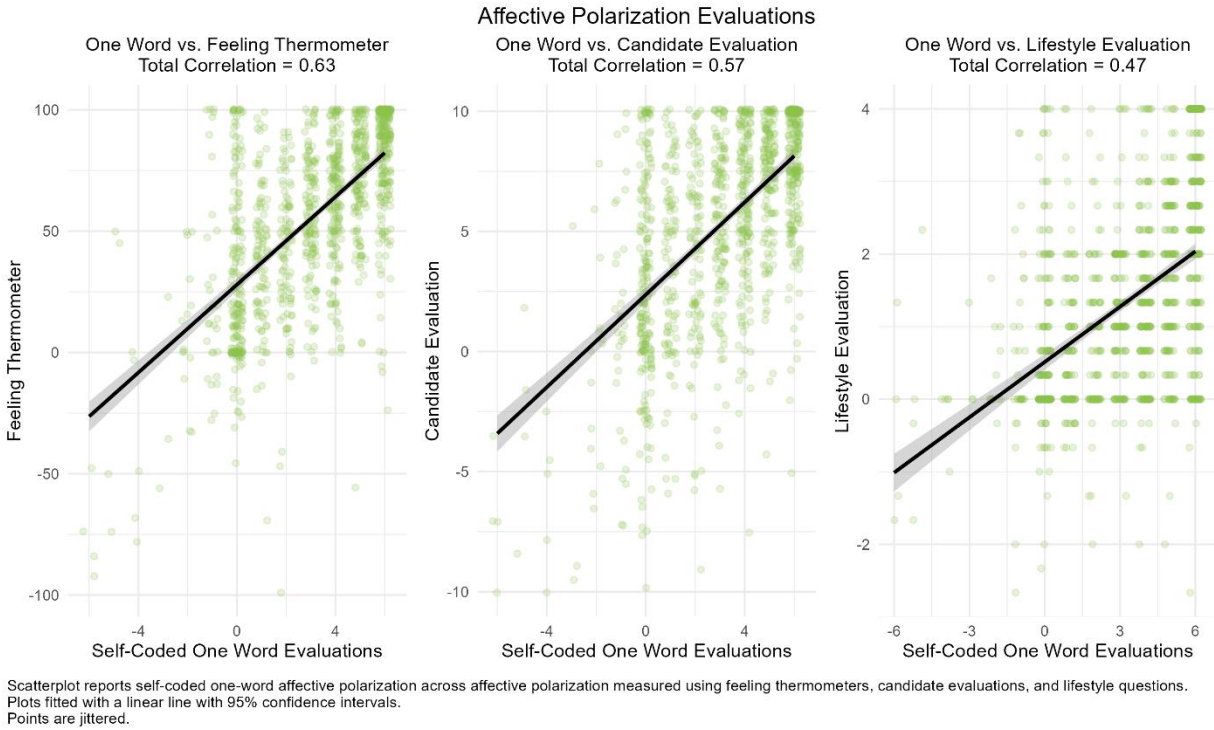 Affective Polarization Evaluations
One Word vs. Feeling Thermometer
Total Correlation = 0.63
100
50
0
-50
-100
Feeling Thermometer
-4
0
4
Self-Coded One Word Evaluations
One Word vs. Candidate Evaluation
Total Correlation = 0.57
10
5
0
-5
-10
Candidate Evaluation
-4
0
4
Self-Coded One Word Evaluations
One Word vs. Lifestyle Evaluation
Total Correlation = 0.47
4
2
0
-2
Lifestyle Evaluation
-6
-3
0
3
6
Self-Coded One Word Evaluations
Scatterplot reports self-coded one-word affective polarization across affective polarization measured using feeling thermometers, candidate evaluations, and lifestyle questions.
Plots fitted with a linear line with 95% confidence intervals.
Points are jittered.